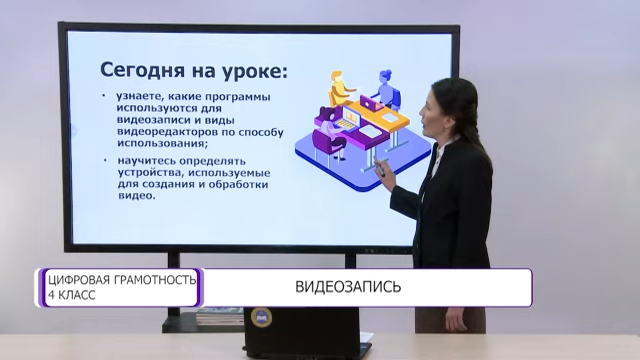 Сегодня на уроке:
• узнаете, какие программы
используются для
видеозаписи и виды
видеоредакторов по способу
использования;
• научитесь определять
устройства, используемые
для создания и обработки
видео.
ЦИФРОВАЯ ГРАМОТНОСТЬ
4 КЛАСС
ВИДЕОЗАПИСЬ